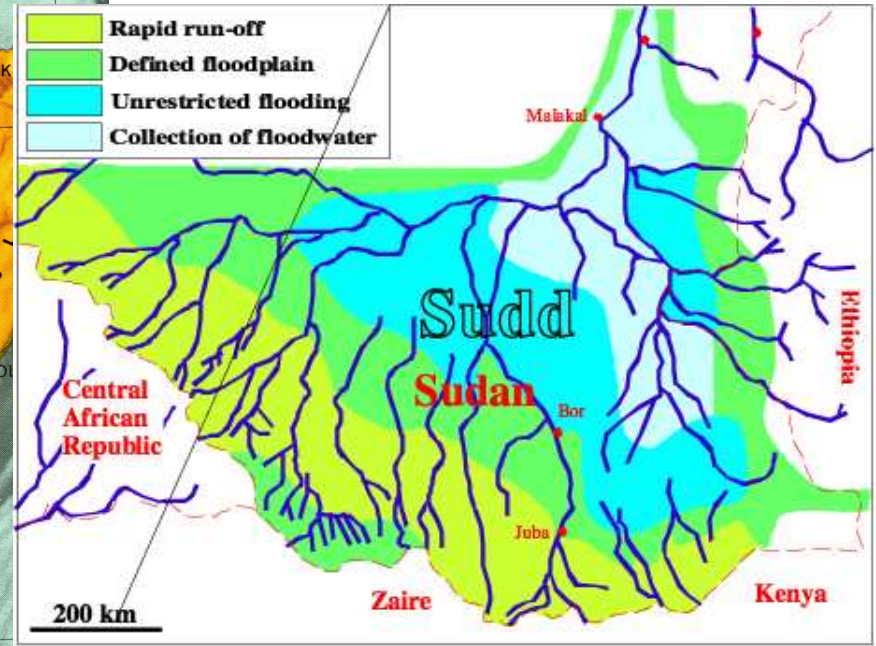 Rapid run-off
Defined floodplain
Unrestricted flooding
Collection of floodwater
Malakal
Sudd
Sudan
Bor
Ethiopia
Central
African
Republic
Juba
Zaire
Kenya
200 km